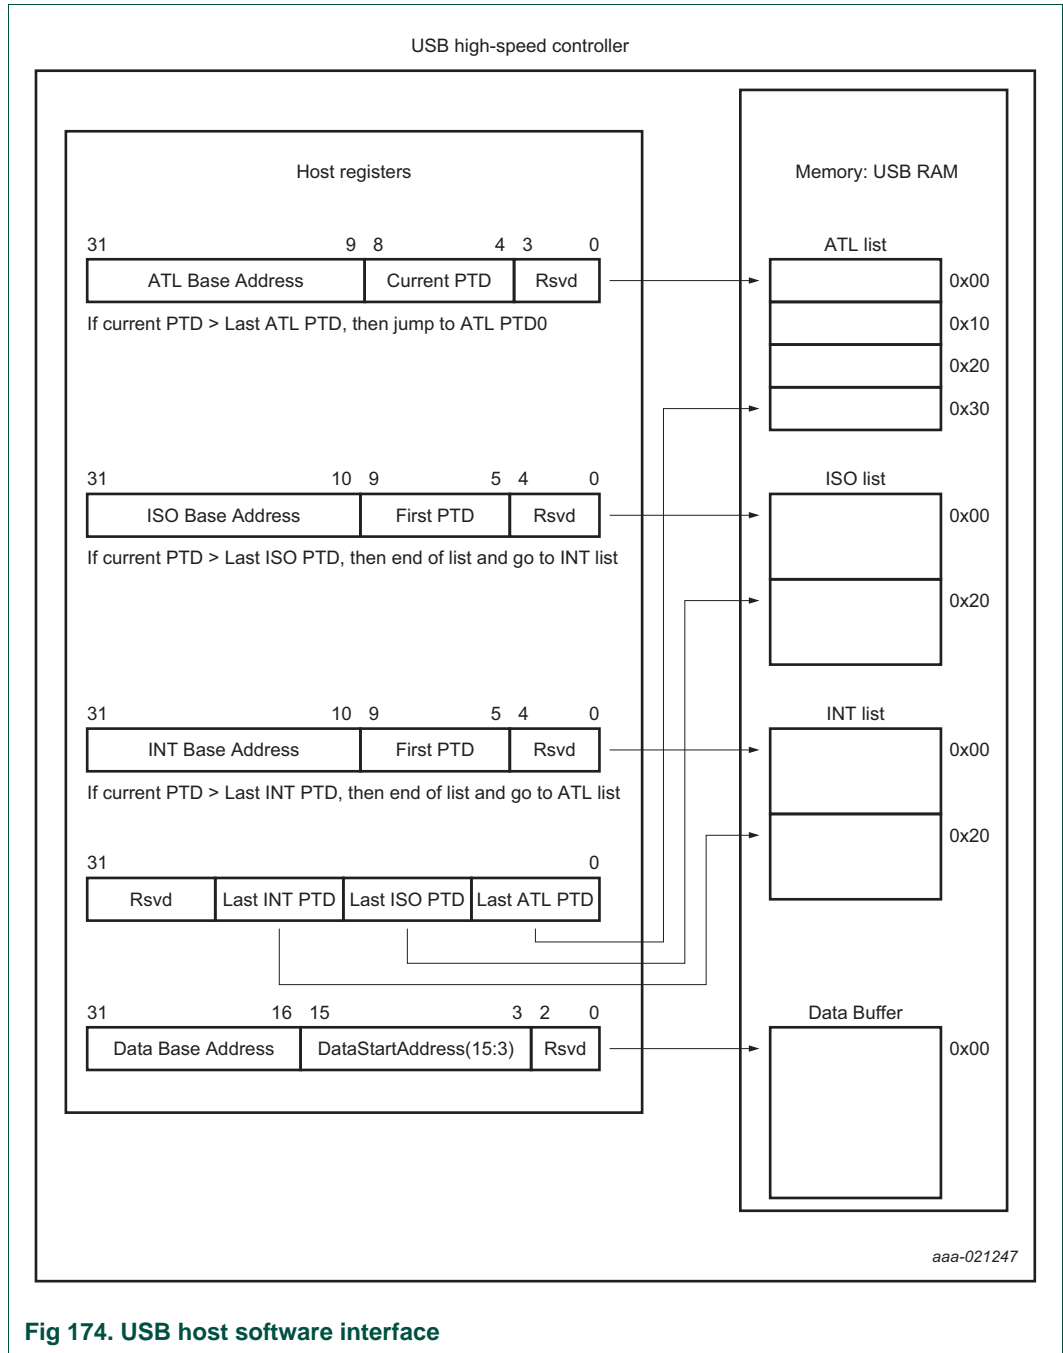 USB high-speed controller
Host registers
Memory: USB RAM
31 9 8 4 3 0
ATL list
ATL Base Address Current PTD Rsvd
0x00
If current PTD > Last ATL PTD, then jump to ATL PTD0
0x10
0x20
0x30
31 10 9 5 4 0
ISO list
ISO Base Address First PTD Rsvd
0x00
If current PTD > Last ISO PTD, then end of list and go to INT list
0x20
31 10 9 5 4 0
INT list
INT Base Address First PTD Rsvd
0x00
If current PTD > Last INT PTD, then end of list and go to ATL list
0x20
31 0
Rsvd Last INT PTD Last ISO PTD Last ATL PTD
31 16 15 3 2 0
Data Buffer
Data Base Address DataStartAddress(15:3) Rsvd
0x00
aaa-021247
Fig 174. USB host software interface